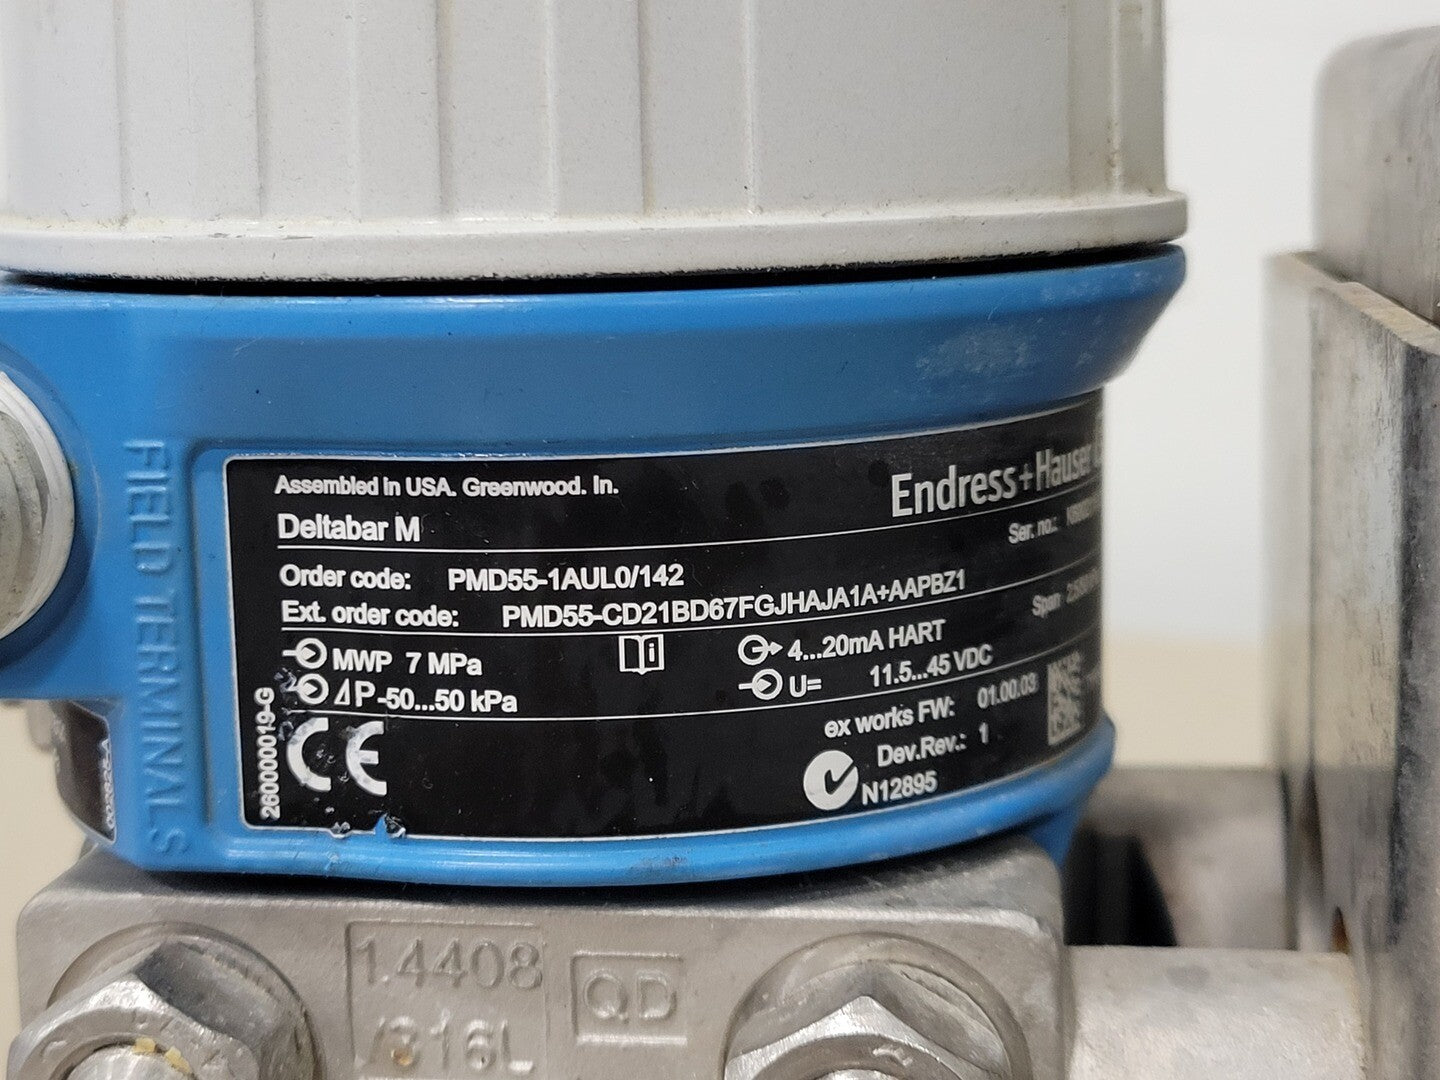 FIELD TERMINALS
Assembled in USA. Greenwood. In.
Endress+Hauser
Deltabar M
Ser. no.:
Order code: PMD55-1AUL0/142
Ext. order code: PMD55-CD21BD67FGJHAJA1A+AAPBZ1
Span
MWP 7 MPa
4...20mA HART
ΔP -50...50 kPa
U= 11.5...45 VDC
260000019-G
CE
ex works FW: 01.00.03
Dev.Rev.: 1
N12895
1.4408
/316L
QD